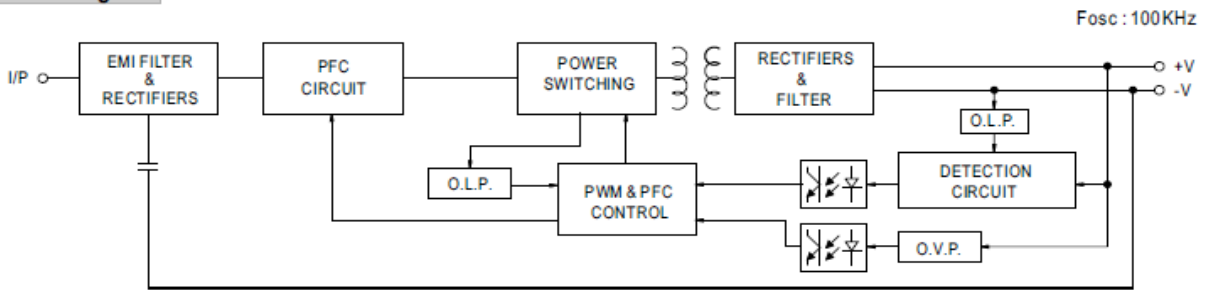 Fosc : 100KHz
I/P
EMI FILTER
&
RECTIFIERS
PFC
CIRCUIT
POWER
SWITCHING
RECTIFIERS
&
FILTER
+V
-V
O.L.P.
O.L.P.
PWM & PFC
CONTROL
DETECTION
CIRCUIT
O.V.P.